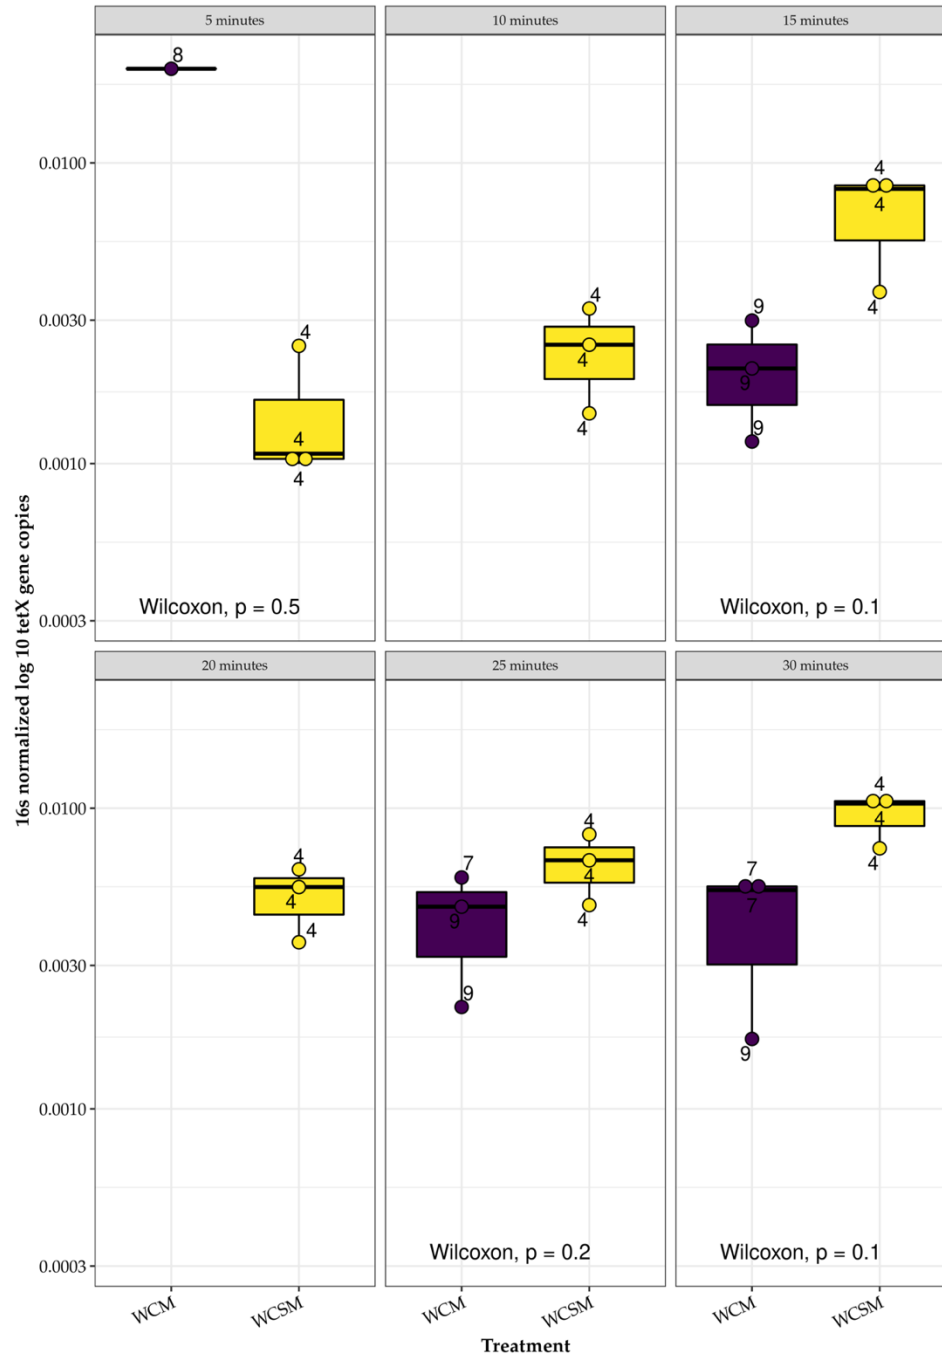 5 minutes
10 minutes
15 minutes
8
4
4
4
4
4
4
4
4
4
9
9
9
0.0100
0.0030
0.0010
0.0003
Wilcoxon, p = 0.5
Wilcoxon, p = 0.1
16s normalized log 10 tetX gene copies
20 minutes
25 minutes
30 minutes
4
4
4
7
9
9
4
4
4
7
7
9
4
4
4
0.0100
0.0030
0.0010
0.0003
Wilcoxon, p = 0.2
Wilcoxon, p = 0.1
WCM
WCSM
WCM
WCSM
WCM
WCSM
Treatment